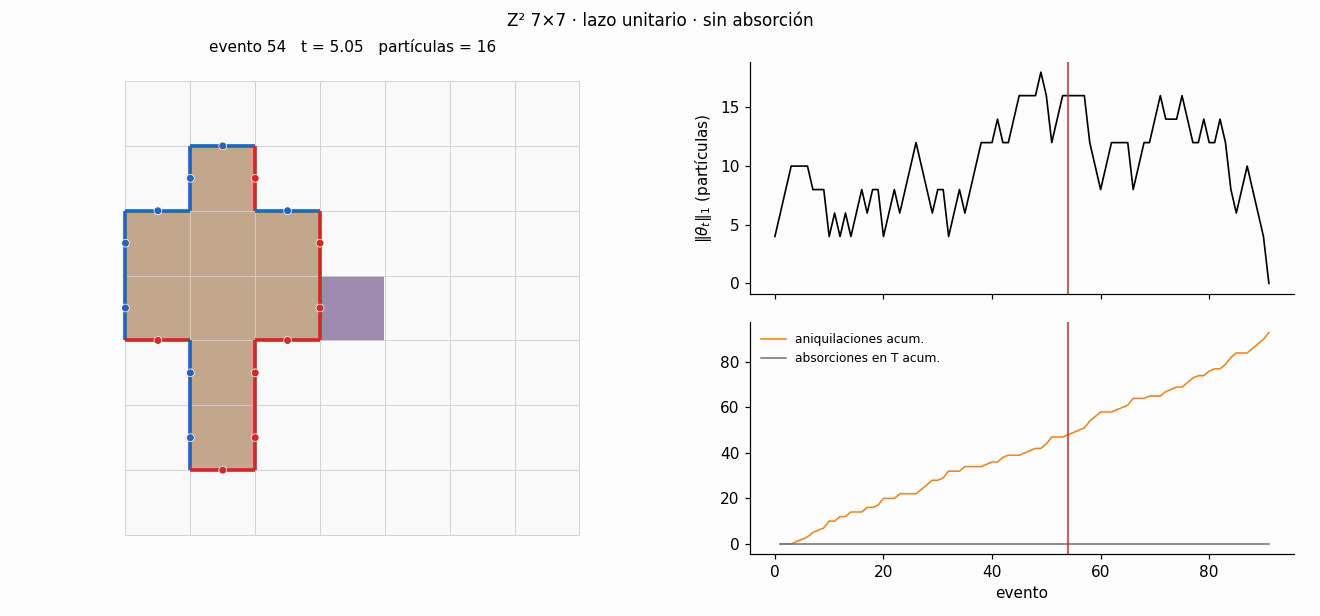 Z² 7×7 · lazo unitario · sin absorción
evento 54   t = 5.05   partículas = 16
‖θₜ‖₁ (partículas)
15
10
5
0
aniquilaciones acum.
absorciones en T acum.
80
60
40
20
0
0 20 40 60 80
evento